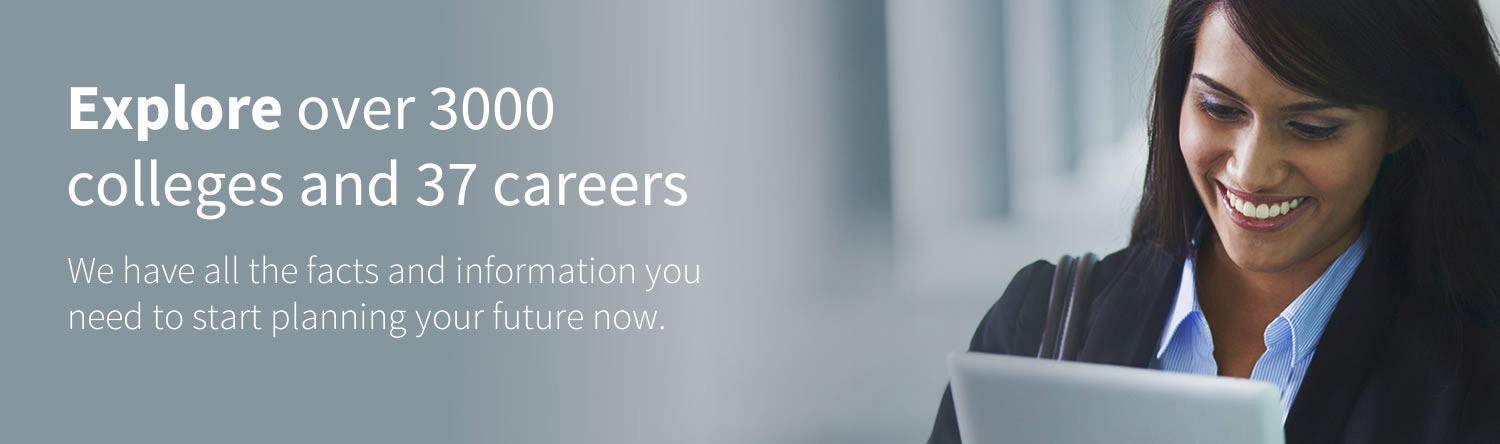 Explore over 3000
colleges and 37 careers
We have all the facts and information you
need to start planning your future now.